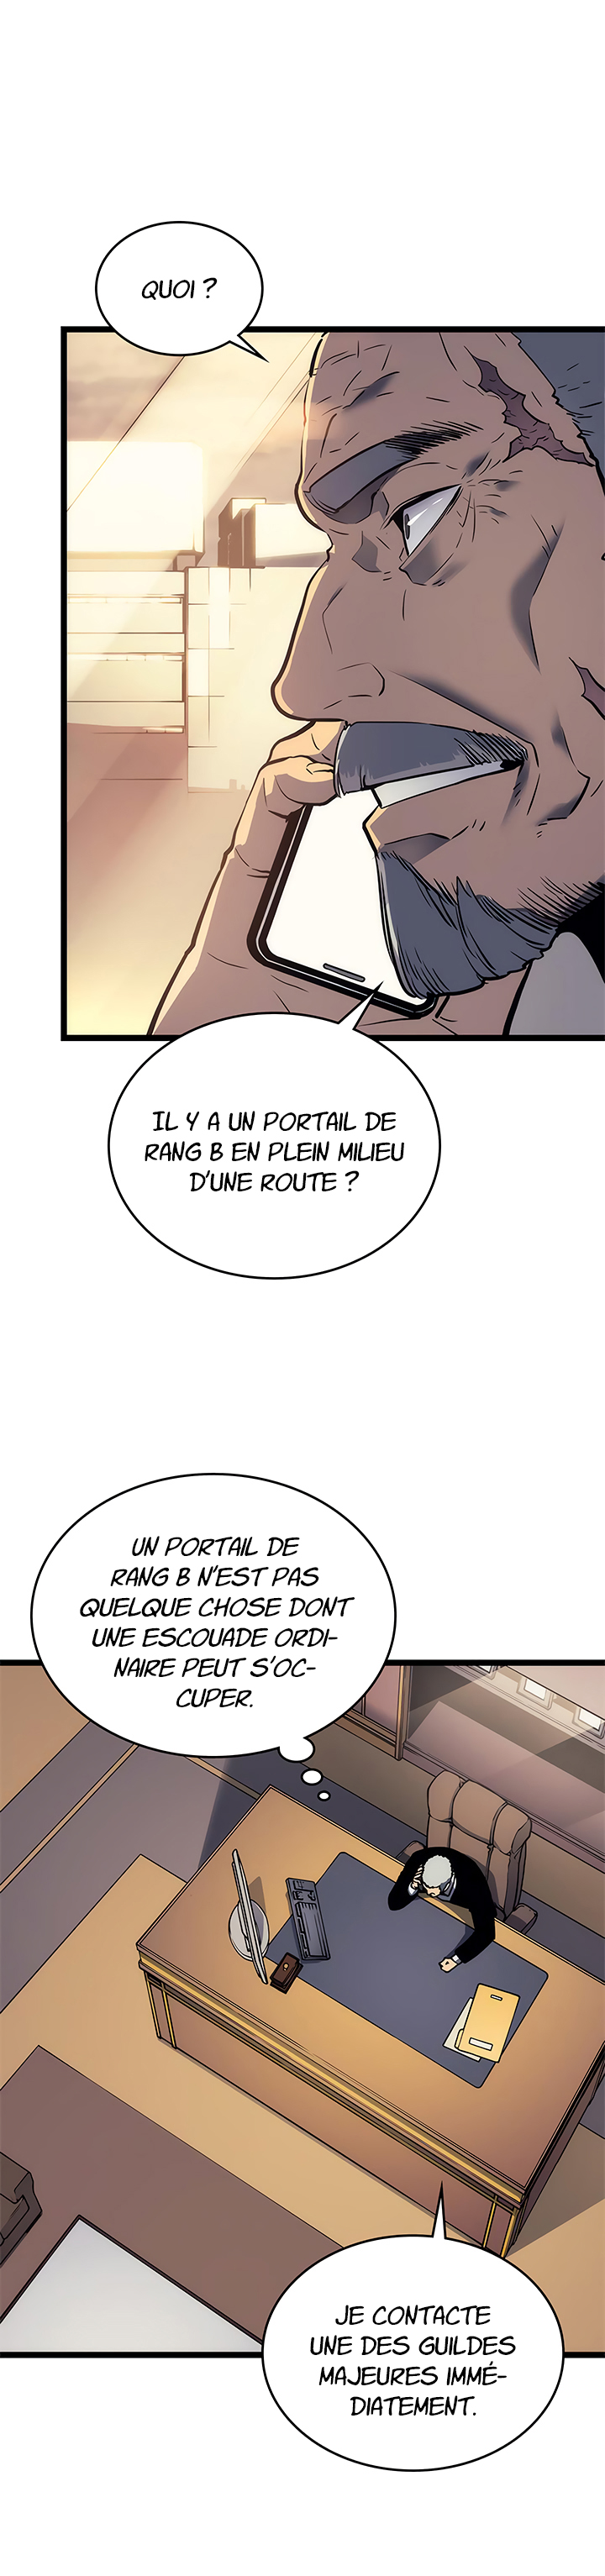 QUOI ?
IL Y A UN PORTAIL DE
RANG B EN PLEIN MILIEU
D'UNE ROUTE ?
UN PORTAIL DE
RANG B N'EST PAS
QUELQUE CHOSE DONT
UNE ESCOUADE ORDI-
NAIRE PEUT S'OC-
CUPER.
JE CONTACTE
UNE DES GUILDES
MAJEURES IMMÉ-
DIATEMENT.